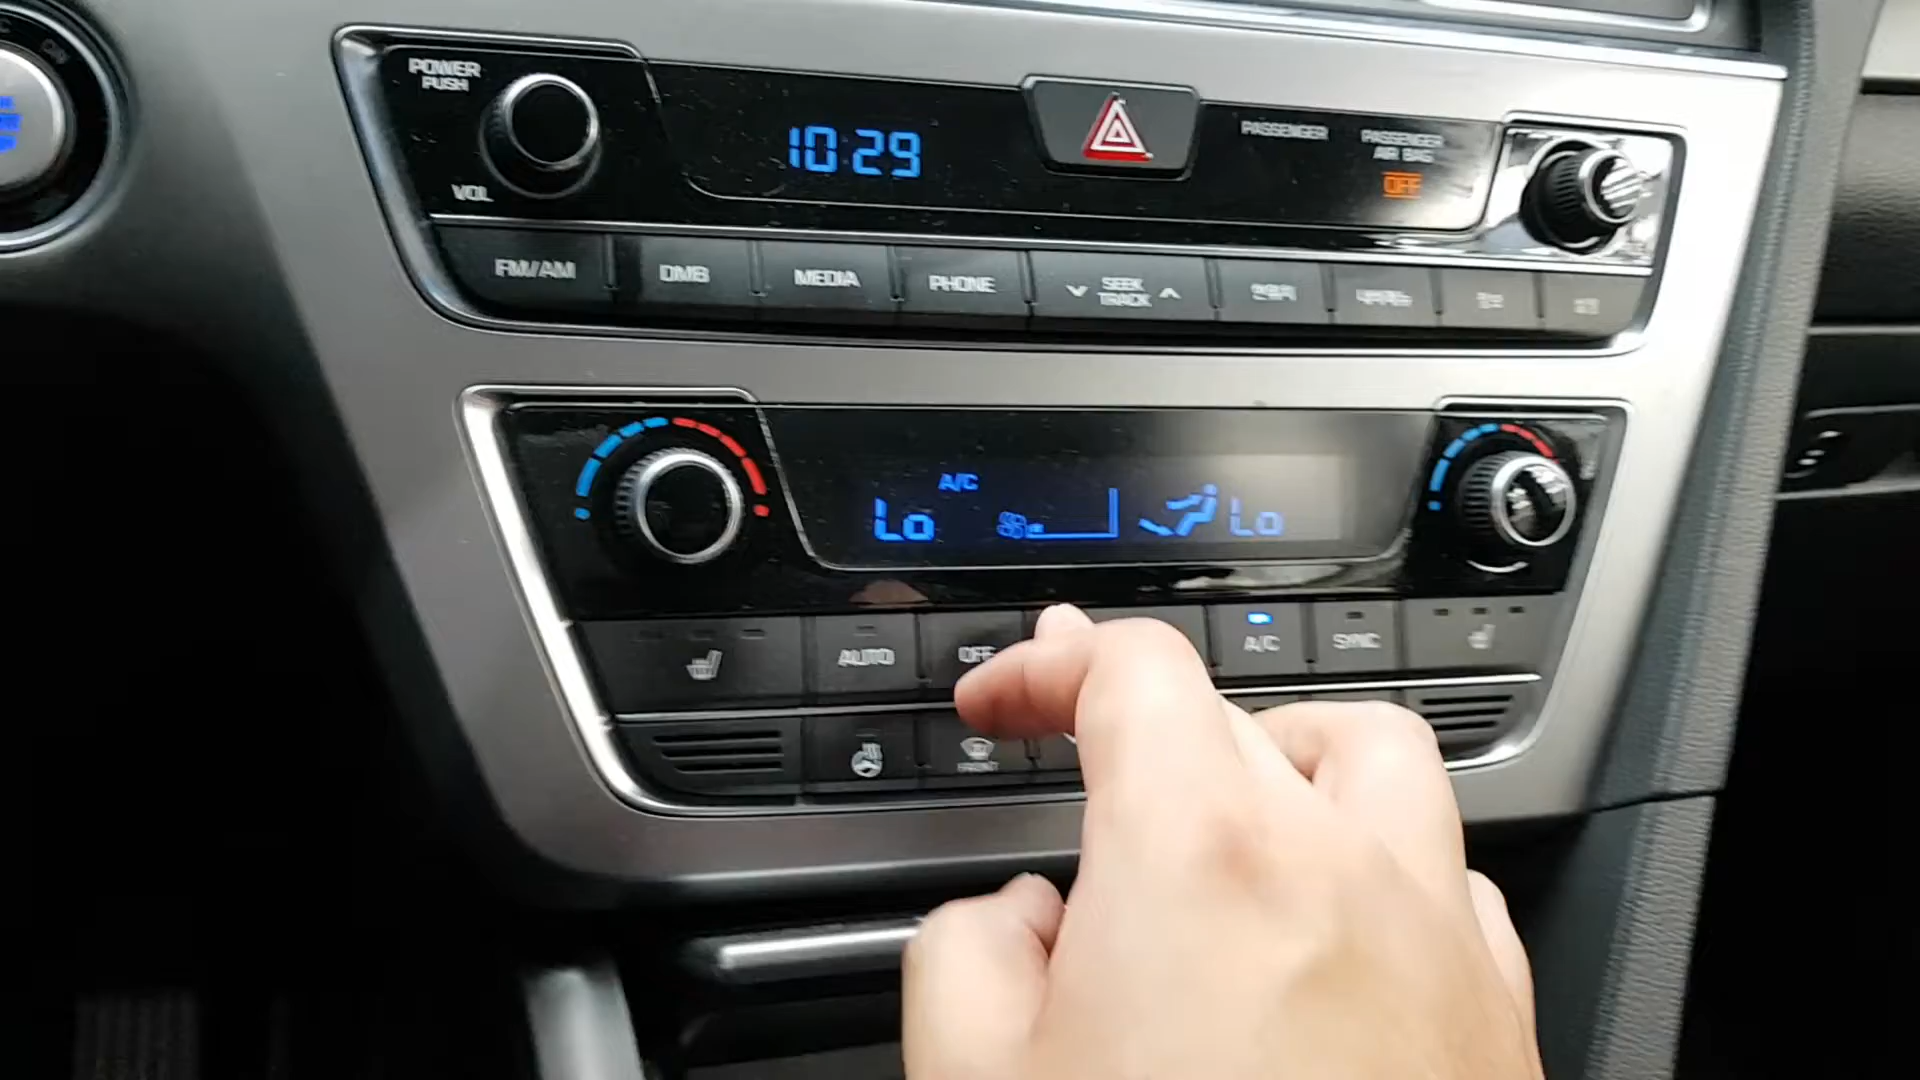 POWER
PUSH
VOL
10:29
PASSENGER
PASSENGER
AIR BAG
OFF
FM/AM
DMB
MEDIA
PHONE
SEEK
TRACK
A/C
Lo
Lo
AUTO
OFF
A/C
SYNC
FRONT